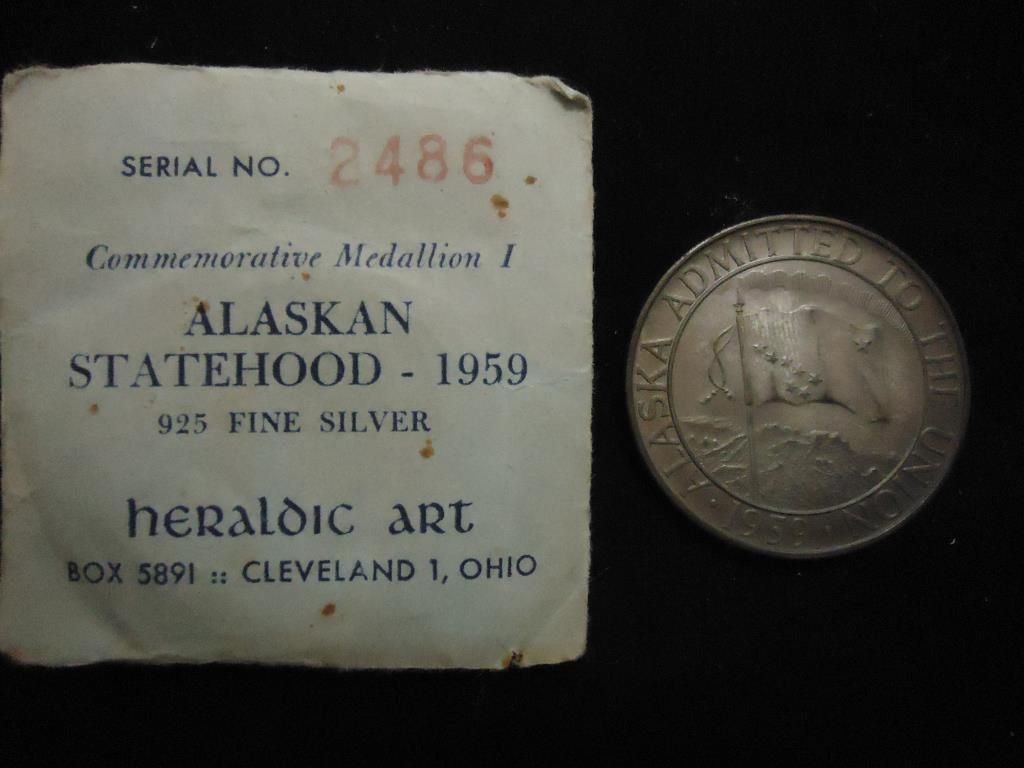 SERIAL NO. 2486
Commemorative Medallion I
ALASKAN
STATEHOOD - 1959
925 FINE SILVER
heraldic art
BOX 5891 :: CLEVELAND 1, OHIO
ALASKA ADMITTED TO THE UNION
· 1959 ·